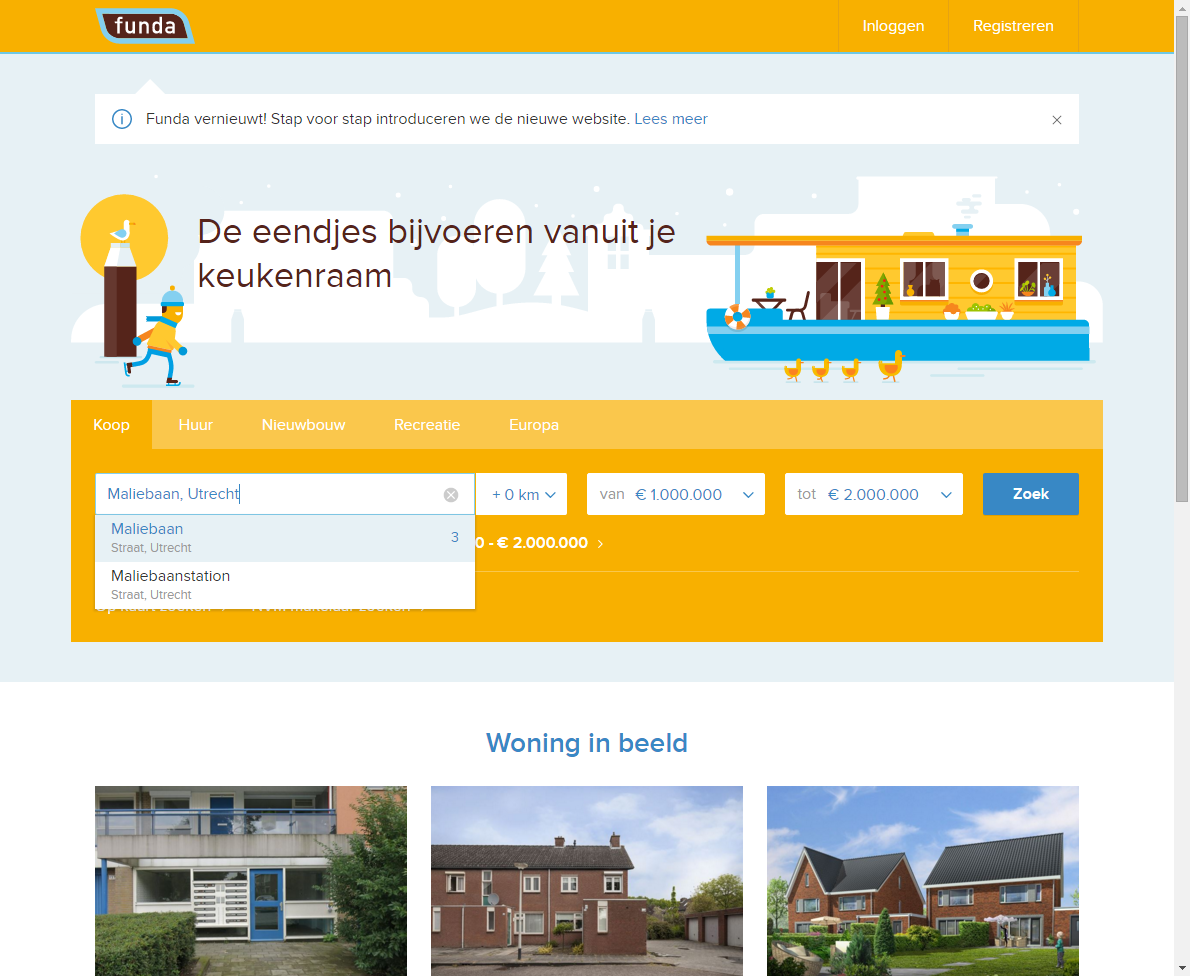 funda
Inloggen
Registreren
Funda vernieuwt! Stap voor stap introduceren we de nieuwe website. Lees meer
De eendjes bijvoeren vanuit je
keukenraam
Koop
Huur
Nieuwbouw
Recreatie
Europa
Maliebaan, Utrecht
+ 0 km
van € 1.000.000
tot € 2.000.000
Zoek
Maliebaan
Straat, Utrecht
3
0 - € 2.000.000
Maliebaanstation
Straat, Utrecht
Woning in beeld